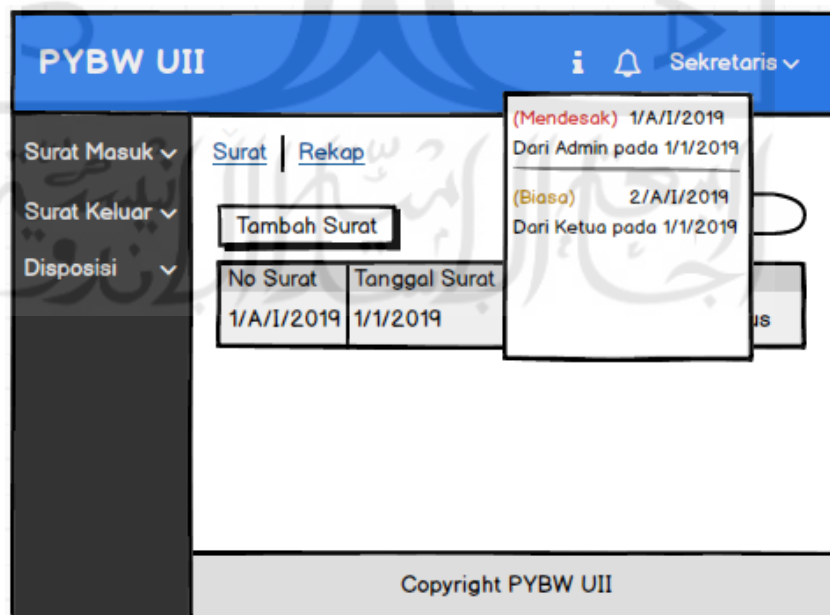 PYBW UII
i
Sekretaris
Surat Masuk
Surat Keluar
Disposisi
Surat | Rekap
Tambah Surat
(Mendesak) 1/A/I/2019
Dari Admin pada 1/1/2019
(Biasa) 2/A/I/2019
Dari Ketua pada 1/1/2019
No Surat Tanggal Surat
1/A/I/2019 1/1/2019
us
Copyright PYBW UII